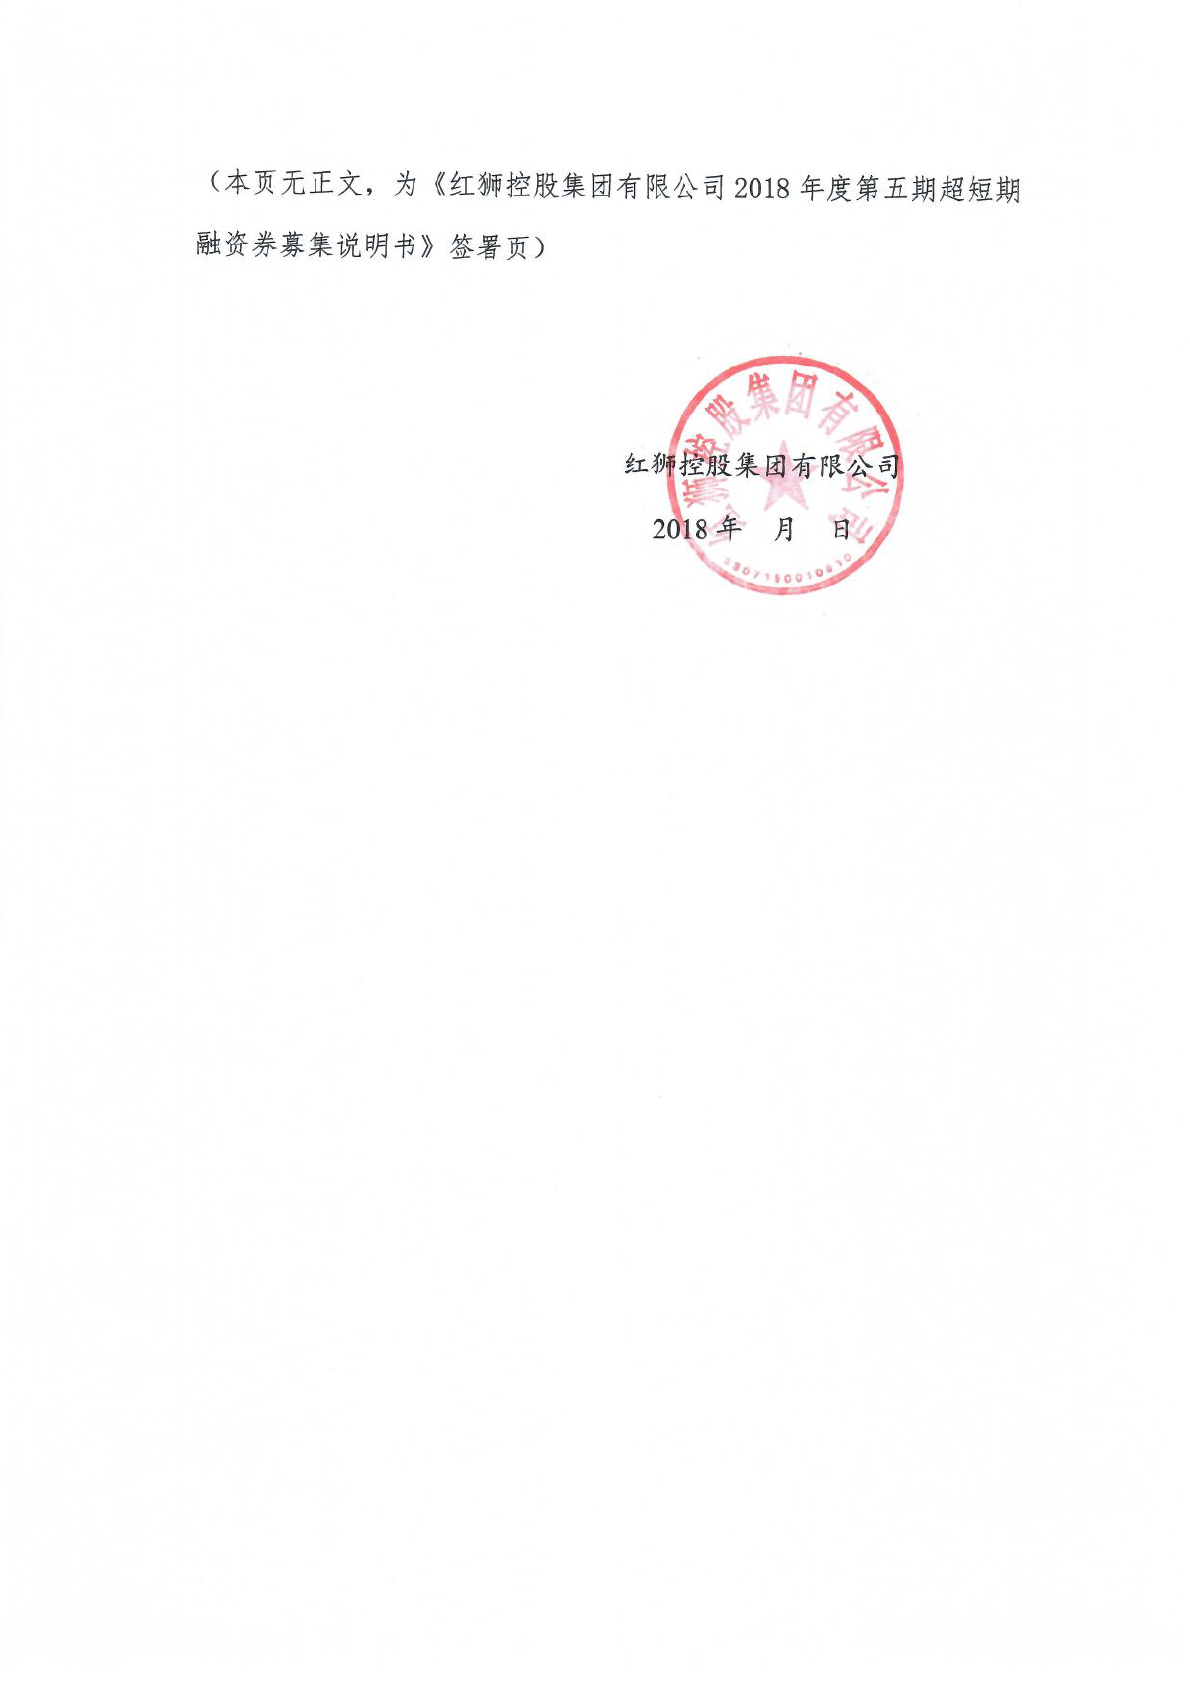 （本页无正文，为《红狮控股集团有限公司 2018 年度第五期超短期
融资券募集说明书》签署页）
红狮控股集团有限公司
2018 年 月 日
红狮控股集团有限公司